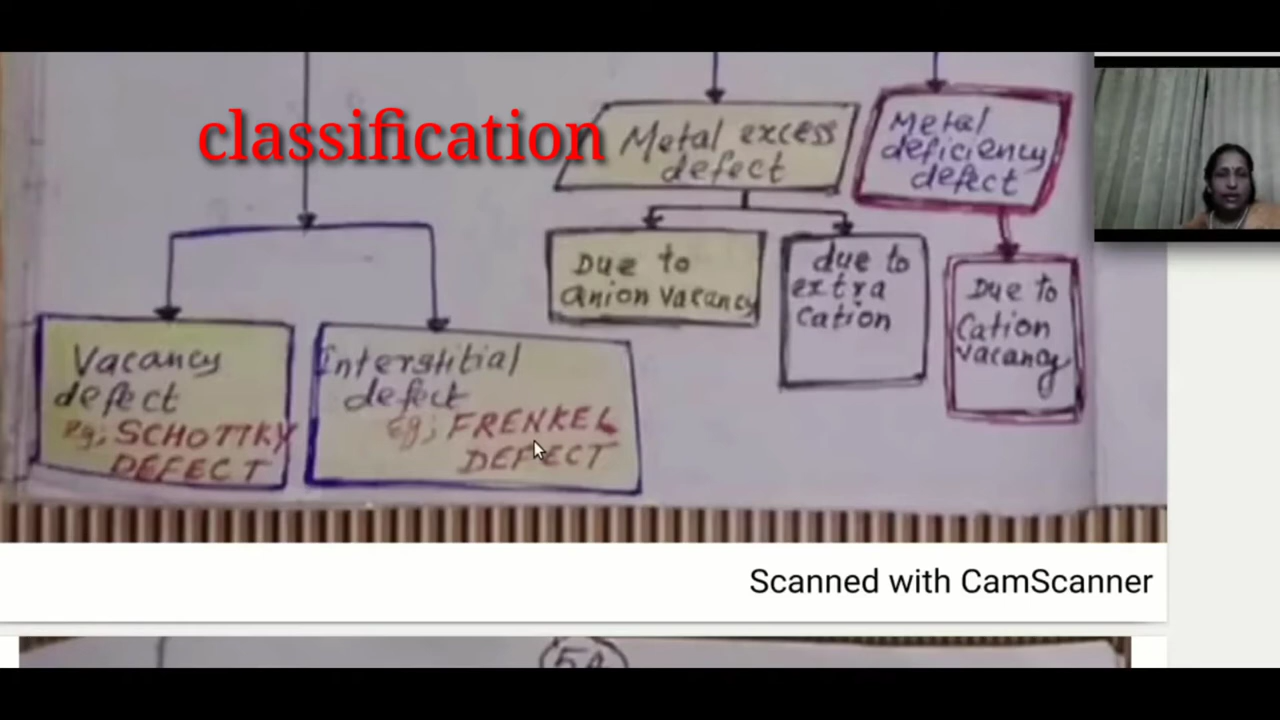 classification
Metal excess
defect
Metal
deficiency
defect
Due to
anion vacancy
due to
extra
cation
Due to
Cation
vacancy
Vacancy
defect
Eg; SCHOTTKY
DEFECT
Interstitial
defect
Eg; FRENKEL
DEFECT
Scanned with CamScanner